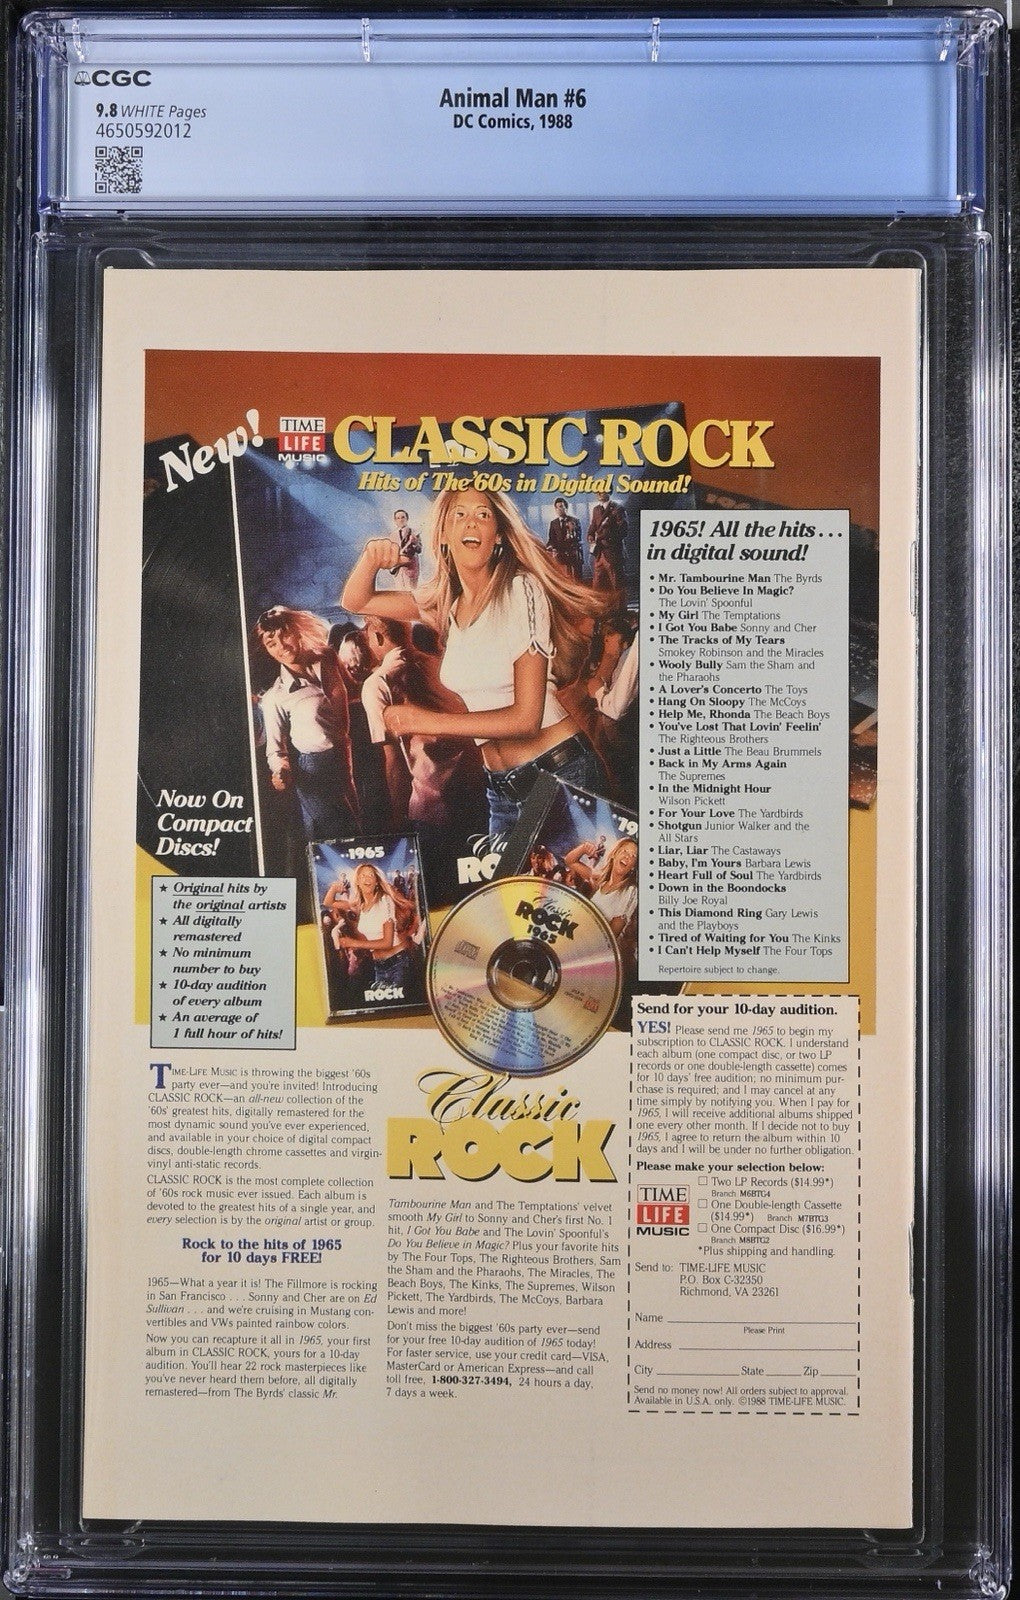 CGC
9.8 WHITE Pages
4650592012
Animal Man #6
DC Comics, 1988
New!
TIME
LIFE
MUSIC
CLASSIC ROCK
Hits of The '60s in Digital Sound!
1965! All the hits . . .
in digital sound!
• Mr. Tambourine Man The Byrds
• Do You Believe In Magic?
The Lovin' Spoonful
• My Girl The Temptations
• I Got You Babe Sonny and Cher
• The Tracks of My Tears
Smokey Robinson and the Miracles
• Wooly Bully Sam the Sham and
the Pharaohs
• A Lover's Concerto The Toys
• Hang On Sloopy The McCoys
• Help Me, Rhonda The Beach Boys
• You've Lost That Lovin' Feelin'
The Righteous Brothers
• Just a Little The Beau Brummels
• Back in My Arms Again
The Supremes
• In the Midnight Hour
Wilson Pickett
• For Your Love The Yardbirds
• Shotgun Junior Walker and the
All Stars
• Liar, Liar The Castaways
• Baby, I'm Yours Barbara Lewis
• Heart Full of Soul The Yardbirds
• Down in the Boondocks
Billy Joe Royal
• This Diamond Ring Gary Lewis
and the Playboys
• Tired of Waiting for You The Kinks
• I Can't Help Myself The Four Tops
Repertoire subject to change.
Now On
Compact
Discs!
★ Original hits by
the original artists
★ All digitally
remastered
★ No minimum
number to buy
★ 10-day audition
of every album
★ An average of
1 full hour of hits!
1965
Classic
ROCK
Cla
RO
19
Classic
ROCK
1965
TIME-LIFE MUSIC is throwing the biggest '60s
party ever—and you're invited! Introducing
CLASSIC ROCK—an all-new collection of the
'60s' greatest hits, digitally remastered for the
most dynamic sound you've ever experienced,
and available in your choice of digital compact
discs, double-length chrome cassettes and virgin-
vinyl anti-static records.
CLASSIC ROCK is the most complete collection
of '60s rock music ever issued. Each album is
devoted to the greatest hits of a single year, and
every selection is by the original artist or group.
Rock to the hits of 1965
for 10 days FREE!
1965—What a year it is! The Fillmore is rocking
in San Francisco . . . Sonny and Cher are on Ed
Sullivan . . . and we're cruising in Mustang con-
vertibles and VWs painted rainbow colors.
Now you can recapture it all in 1965, your first
album in CLASSIC ROCK, yours for a 10-day
audition. You'll hear 22 rock masterpieces like
you've never heard them before, all digitally
remastered—from The Byrds' classic Mr.
Classic
ROCK
Tambourine Man and The Temptations' velvet
smooth My Girl to Sonny and Cher's first No. 1
hit, I Got You Babe and The Lovin' Spoonful's
Do You Believe in Magic? Plus your favorite hits
by The Four Tops, The Righteous Brothers, Sam
the Sham and the Pharaohs, The Miracles, The
Beach Boys, The Kinks, The Supremes, Wilson
Pickett, The Yardbirds, The McCoys, Barbara
Lewis and more!
Don't miss the biggest '60s party ever—send
for your free 10-day audition of 1965 today!
For faster service, use your credit card—VISA,
MasterCard or American Express—and call
toll free, 1-800-327-3494, 24 hours a day,
7 days a week.
Send for your 10-day audition.
YES! Please send me 1965 to begin my
subscription to CLASSIC ROCK. I understand
each album (one compact disc, or two LP
records or one double-length cassette) comes
for 10 days' free audition; no minimum pur-
chase is required; and I may cancel at any
time simply by notifying you. When I pay for
1965, I will receive additional albums shipped
one every other month. If I decide not to buy
1965, I agree to return the album within 10
days and I will be under no further obligation.
Please make your selection below:
☐ Two LP Records ($14.99*)
Branch M6BTG4
☐ One Double-length Cassette
($14.99*) Branch M7BTG3
☐ One Compact Disc ($16.99*)
Branch M8BTG2
*Plus shipping and handling.
TIME
LIFE
MUSIC
Send to: TIME-LIFE MUSIC
P.O. Box C-32350
Richmond, VA 23261
Name
Please Print
Address
City State Zip
Send no money now! All orders subject to approval.
Available in U.S.A. only. ©1988 TIME-LIFE MUSIC.